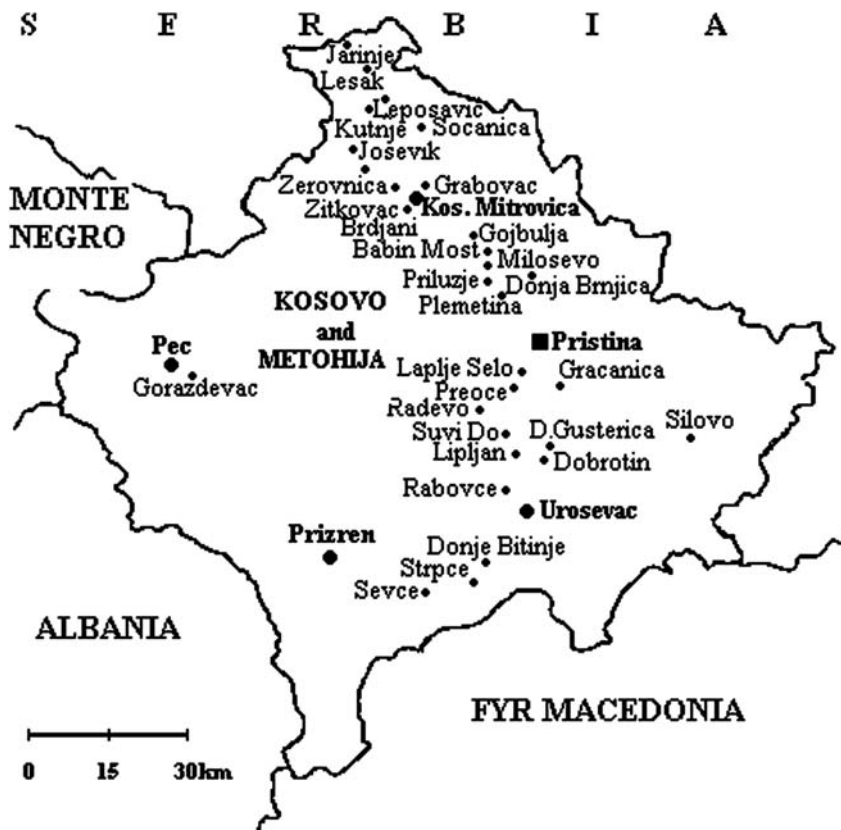 S E R B I A
Jarinje
Lesak
Leposavic
Kutnje Socanica
Josevik
Zerovnica Grabovac
MONTE
NEGRO
Zitkovac Kos. Mitrovica
Brdjani
Gojbulja
Babin Most
Milosevo
Priluzje Donja Brnjica
Plemetina
KOSOVO
and
METOHIJA
Pristina
Pec
Gorazdevac
Laplje Selo
Gracanica
Preoce
Radevo
Silovo
Suvi Do D.Gusterica
Lipljan
Dobrotin
Rabovce
Urosevac
Prizren
Donje Bitinje
Strpce
Sevce
ALBANIA
FYR MACEDONIA
0 15 30km